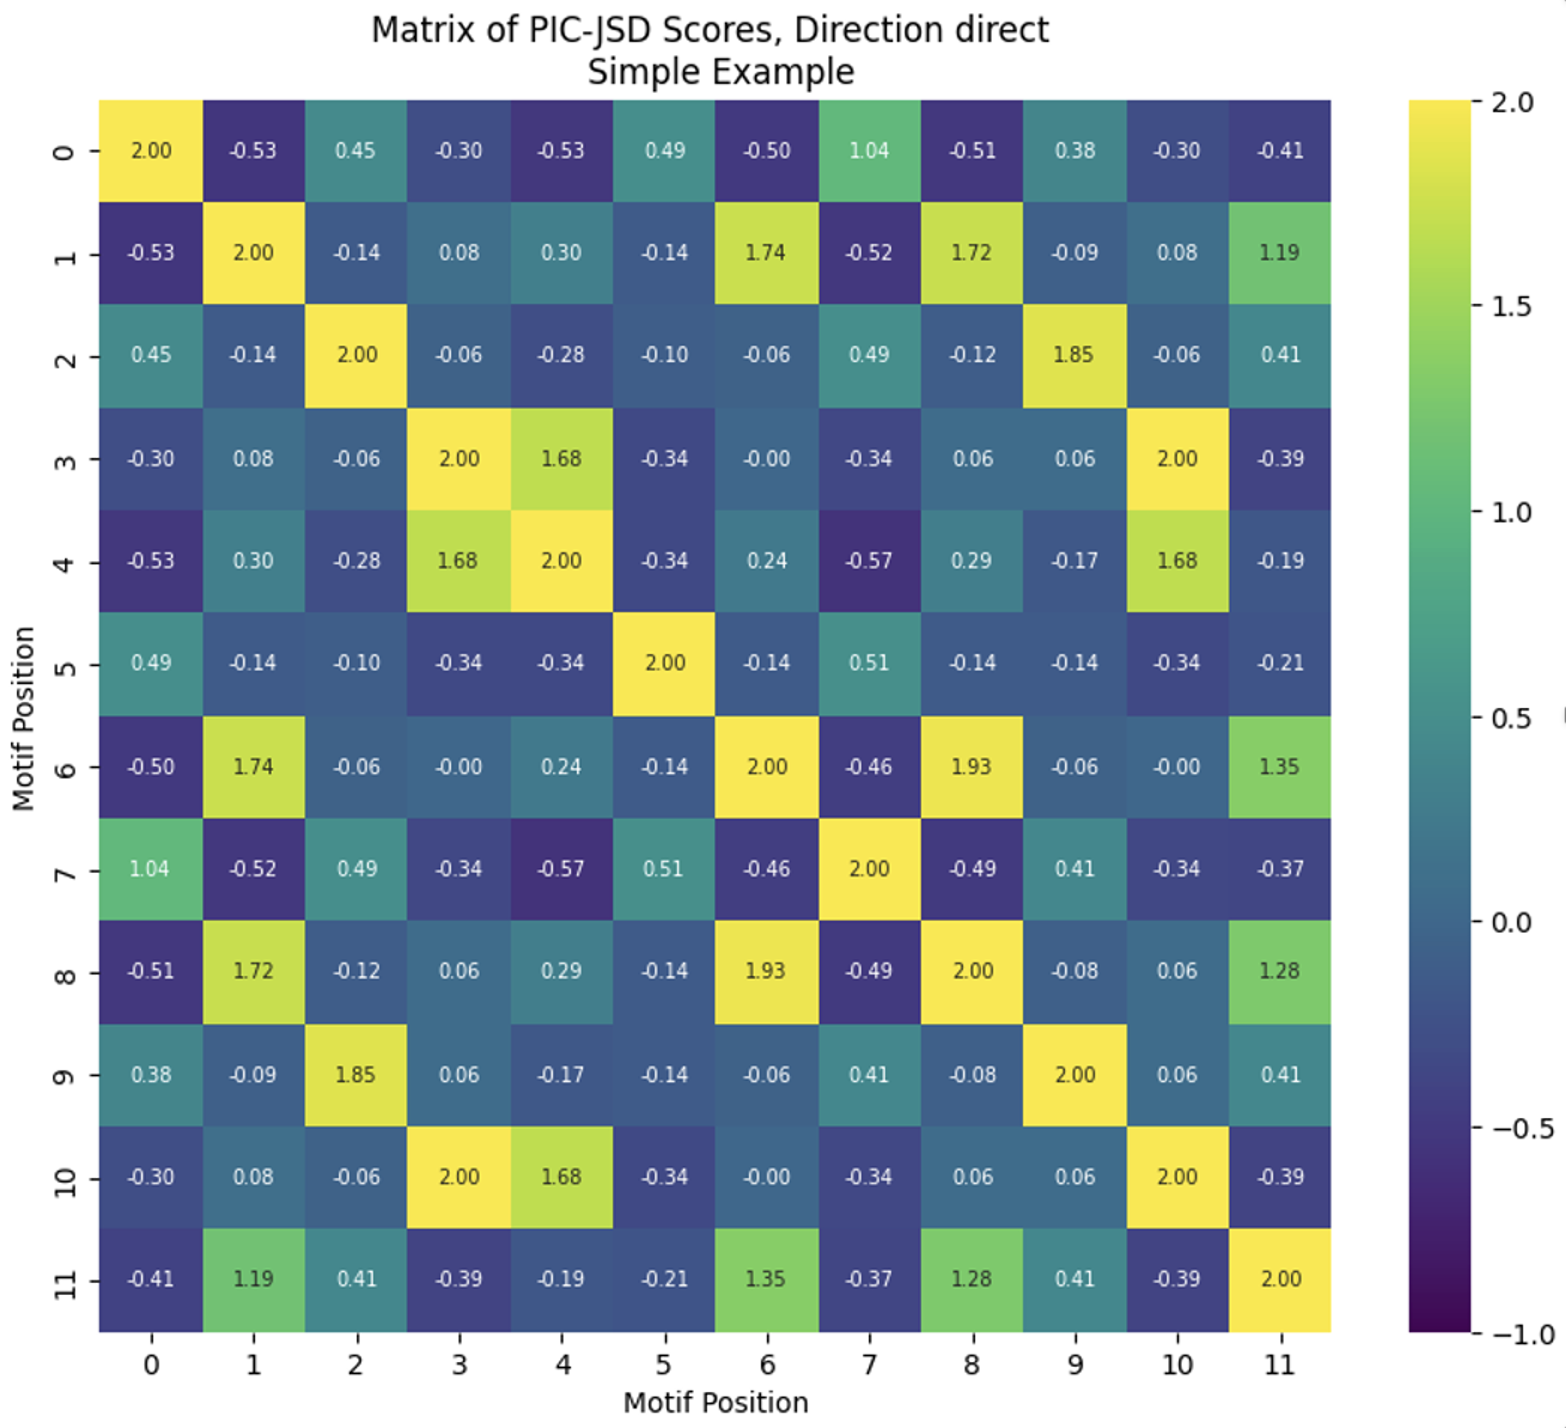 Matrix of PIC-JSD Scores, Direction direct
Simple Example
0 2.00 -0.53 0.45 -0.30 -0.53 0.49 -0.50 1.04 -0.51 0.38 -0.30 -0.41
1 -0.53 2.00 -0.14 0.08 0.30 -0.14 1.74 -0.52 1.72 -0.09 0.08 1.19
2 0.45 -0.14 2.00 -0.06 -0.28 -0.10 -0.06 0.49 -0.12 1.85 -0.06 0.41
3 -0.30 0.08 -0.06 2.00 1.68 -0.34 -0.00 -0.34 0.06 0.06 2.00 -0.39
4 -0.53 0.30 -0.28 1.68 2.00 -0.34 0.24 -0.57 0.29 -0.17 1.68 -0.19
5 0.49 -0.14 -0.10 -0.34 -0.34 2.00 -0.14 0.51 -0.14 -0.14 -0.34 -0.21
6 -0.50 1.74 -0.06 -0.00 0.24 -0.14 2.00 -0.46 1.93 -0.06 -0.00 1.35
7 1.04 -0.52 0.49 -0.34 -0.57 0.51 -0.46 2.00 -0.49 0.41 -0.34 -0.37
8 -0.51 1.72 -0.12 0.06 0.29 -0.14 1.93 -0.49 2.00 -0.08 0.06 1.28
9 0.38 -0.09 1.85 0.06 -0.17 -0.14 -0.06 0.41 -0.08 2.00 0.06 0.41
10 -0.30 0.08 -0.06 2.00 1.68 -0.34 -0.00 -0.34 0.06 0.06 2.00 -0.39
11 -0.41 1.19 0.41 -0.39 -0.19 -0.21 1.35 -0.37 1.28 0.41 -0.39 2.00
0 1 2 3 4 5 6 7 8 9 10 11
Motif Position
Motif Position
2.0
1.5
1.0
0.5
0.0
−0.5
−1.0